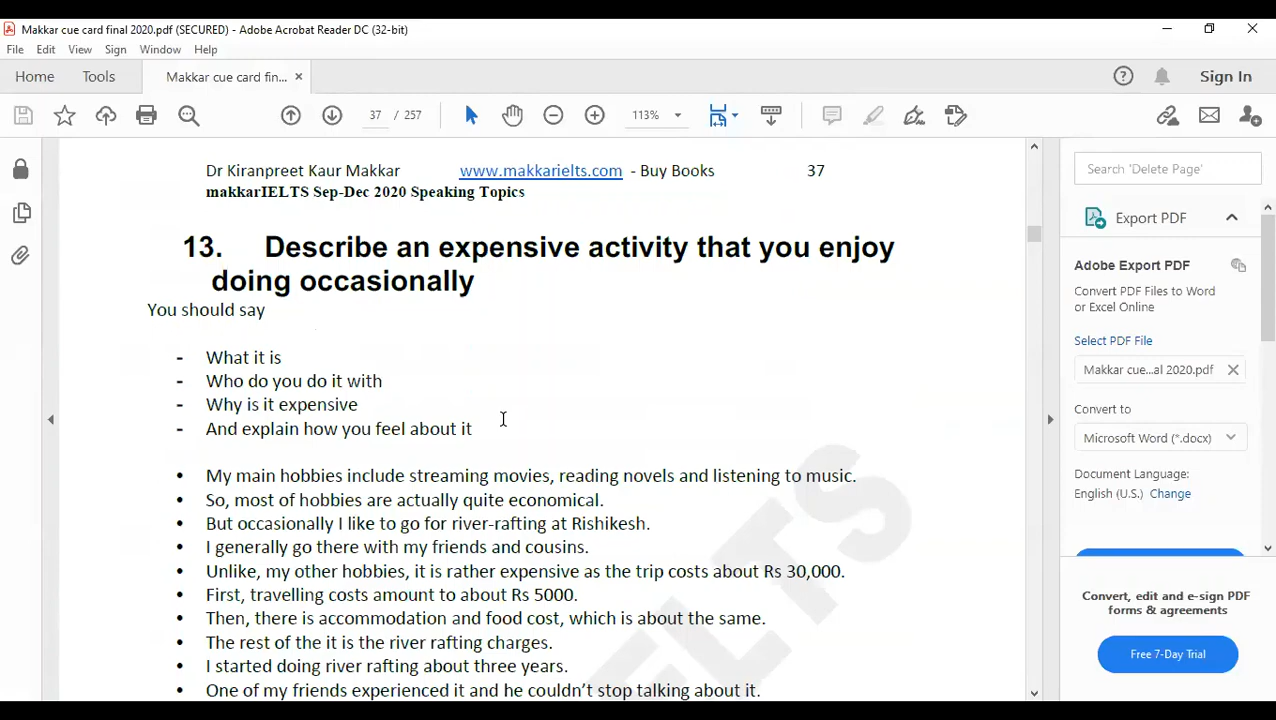 Makkar cue card final 2020.pdf (SECURED) - Adobe Acrobat Reader DC (32-bit)
File Edit View Sign Window Help
Home Tools Makkar cue card fin... × Sign In
37 / 257 113%
Dr Kiranpreet Kaur Makkar www.makkarielts.com - Buy Books 37
makkarIELTS Sep-Dec 2020 Speaking Topics
13. Describe an expensive activity that you enjoy
doing occasionally
You should say
- What it is
- Who do you do it with
- Why is it expensive
- And explain how you feel about it
• My main hobbies include streaming movies, reading novels and listening to music.
• So, most of hobbies are actually quite economical.
• But occasionally I like to go for river-rafting at Rishikesh.
• I generally go there with my friends and cousins.
• Unlike, my other hobbies, it is rather expensive as the trip costs about Rs 30,000.
• First, travelling costs amount to about Rs 5000.
• Then, there is accommodation and food cost, which is about the same.
• The rest of the it is the river rafting charges.
• I started doing river rafting about three years.
• One of my friends experienced it and he couldn't stop talking about it.
ELTS
Search 'Delete Page'
Export PDF
Adobe Export PDF
Convert PDF Files to Word
or Excel Online
Select PDF File
Makkar cue...al 2020.pdf
Convert to
Microsoft Word (*.docx)
Document Language:
English (U.S.) Change
Convert, edit and e-sign PDF
forms & agreements
Free 7-Day Trial